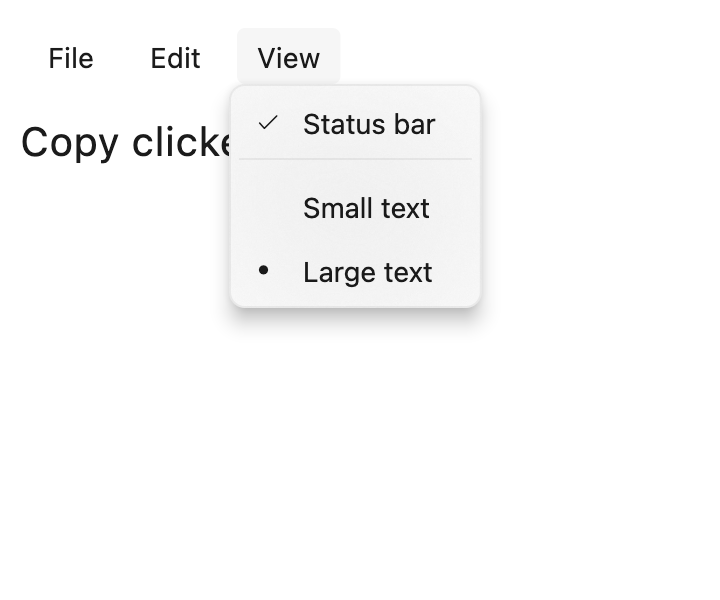 File Edit View
Status bar
Copy clicke
Small text
Large text